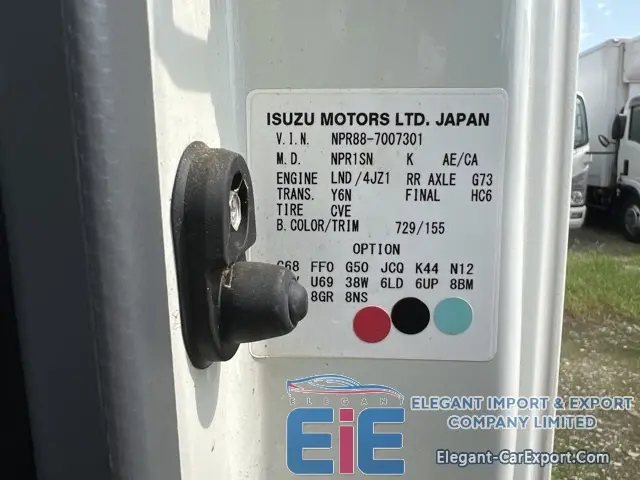 ISUZU MOTORS LTD. JAPAN
V.I.N. NPR88-7007301
M.D. NPR1SN K AE/CA
ENGINE LND/4JZ1 RR AXLE G73
TRANS. Y6N FINAL HC6
TIRE CVE
B.COLOR/TRIM 729/155
OPTION
G68 FF0 G50 JCQ K44 N12
U69 38W 6LD 6UP 8BM
8GR 8NS
ELEGANT
EiE
ELEGANT IMPORT & EXPORT
COMPANY LIMITED
Elegant-CarExport.com